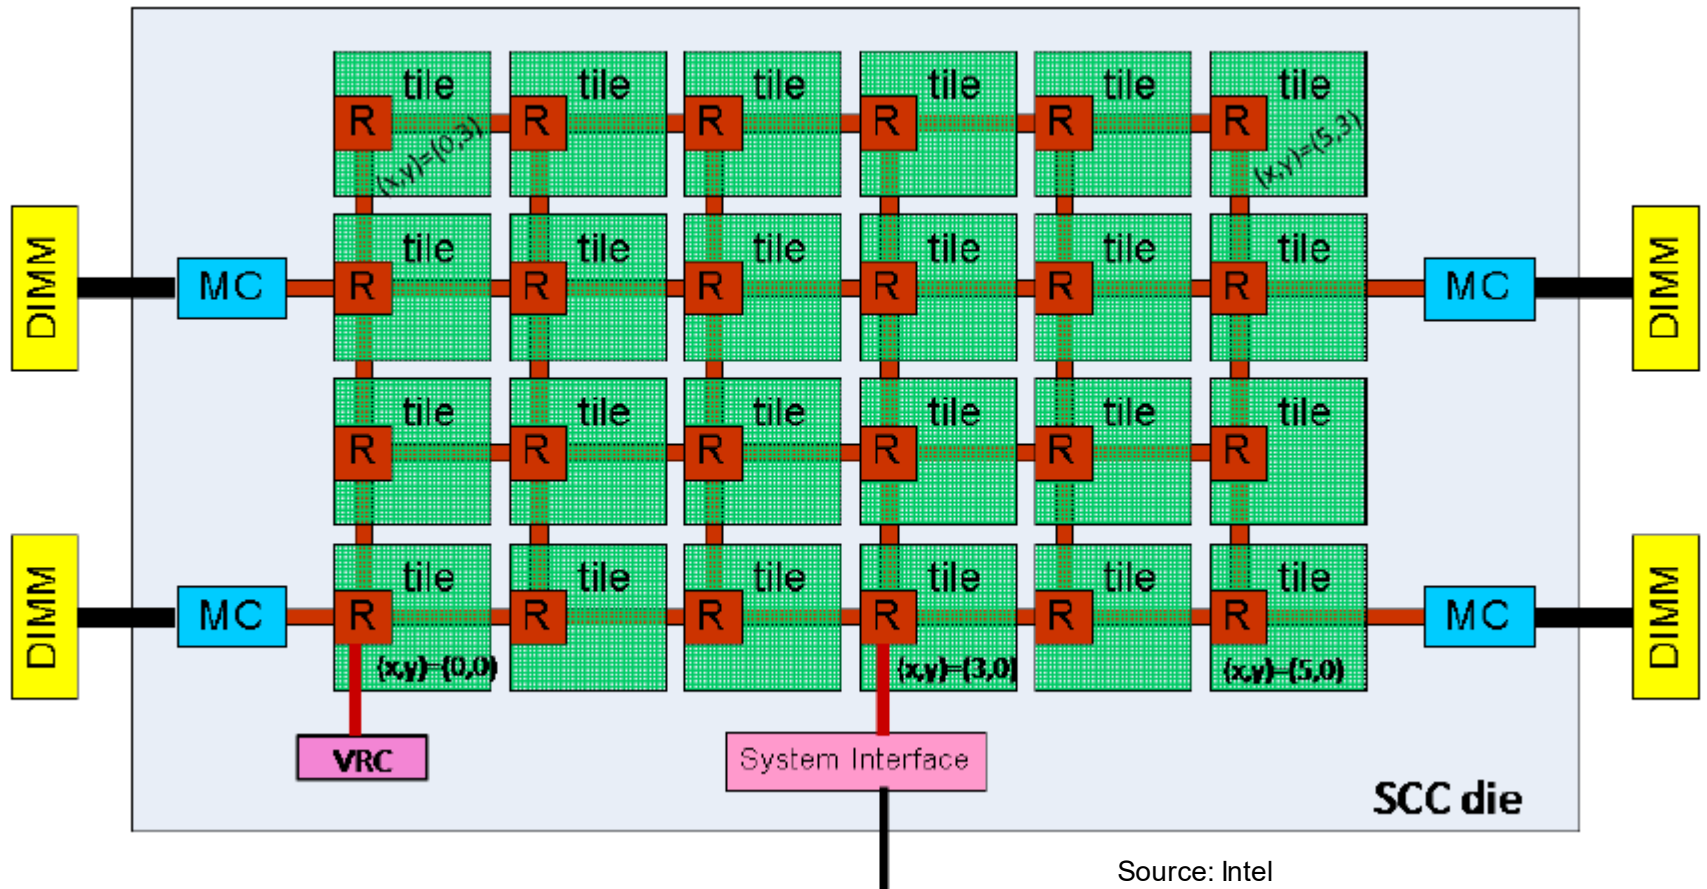 tile tile tile tile tile tile
R R R R R R
(x,y)=(0,3) (x,y)=(5,3)
tile tile tile tile tile tile
DIMM MC R R R R R R MC DIMM
tile tile tile tile tile tile
R R R R R R
tile tile tile tile tile tile
DIMM MC R R R R R R MC DIMM
(x,y)=(0,0) (x,y)=(3,0) (x,y)=(5,0)
VRC System Interface
SCC die
Source: Intel